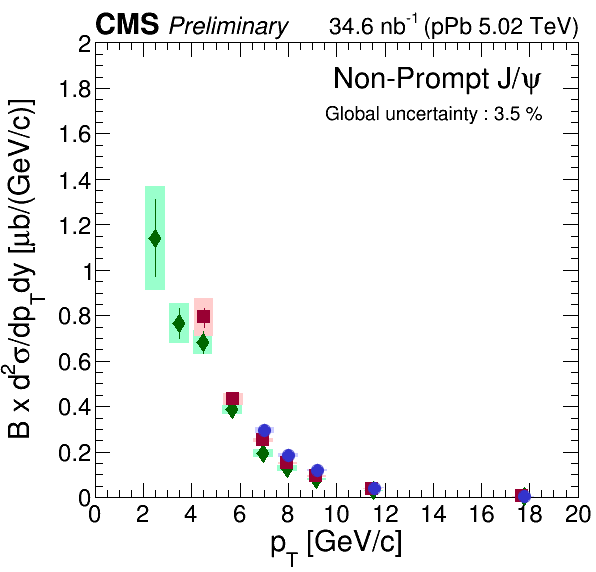 CMS Preliminary 34.6 nb⁻¹ (pPb 5.02 TeV)
Non-Prompt J/ψ
Global uncertainty : 3.5 %
B x d²σ/dp_Tdy [μb/(GeV/c)]
2
1.8
1.6
1.4
1.2
1
0.8
0.6
0.4
0.2
0
0 2 4 6 8 10 12 14 16 18 20
p_T [GeV/c]